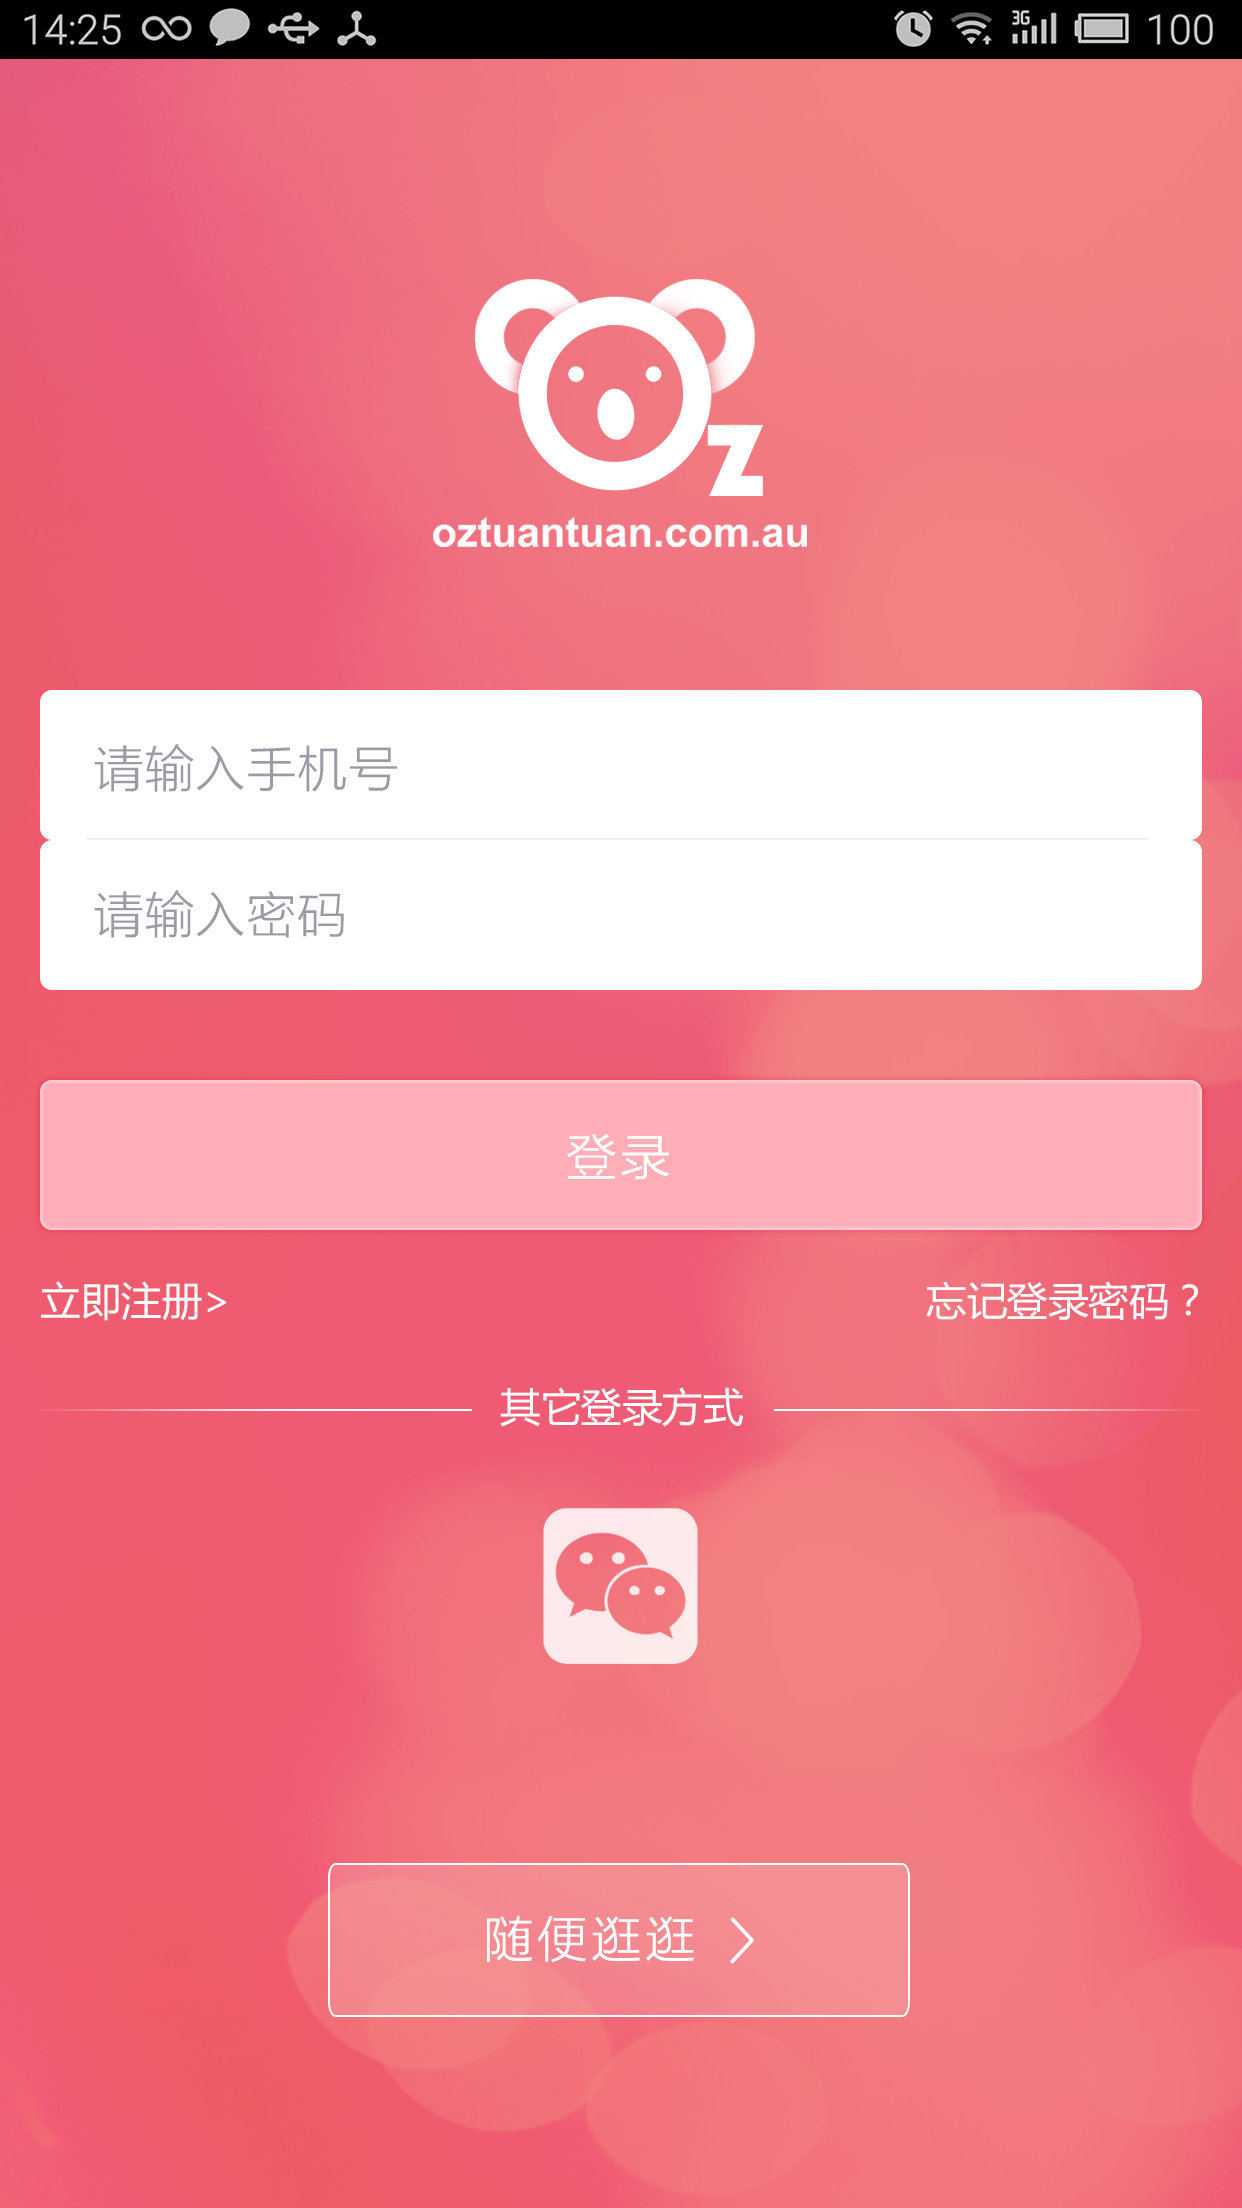 14:25 3G 100
oztuantuan.com.au
请输入手机号
请输入密码
登录
立即注册> 忘记登录密码？
其它登录方式
随便逛逛